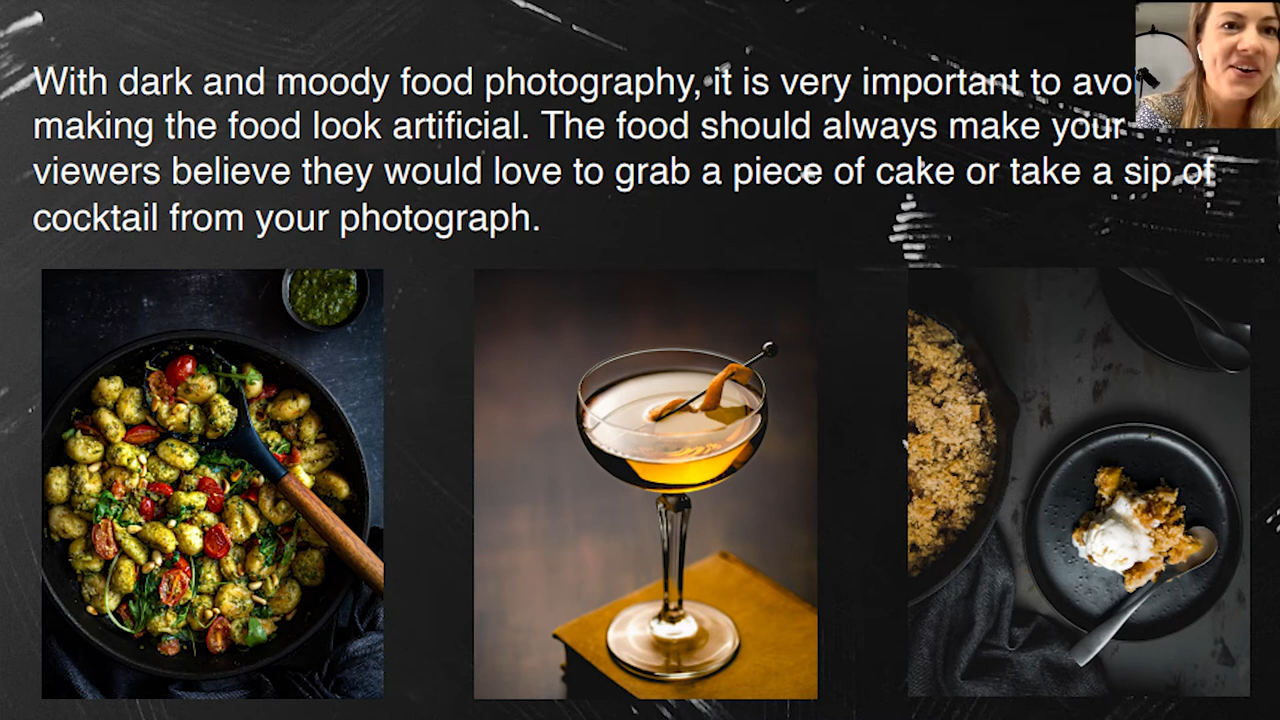 With dark and moody food photography, it is very important to avo
making the food look artificial. The food should always make your
viewers believe they would love to grab a piece of cake or take a sip of
cocktail from your photograph.